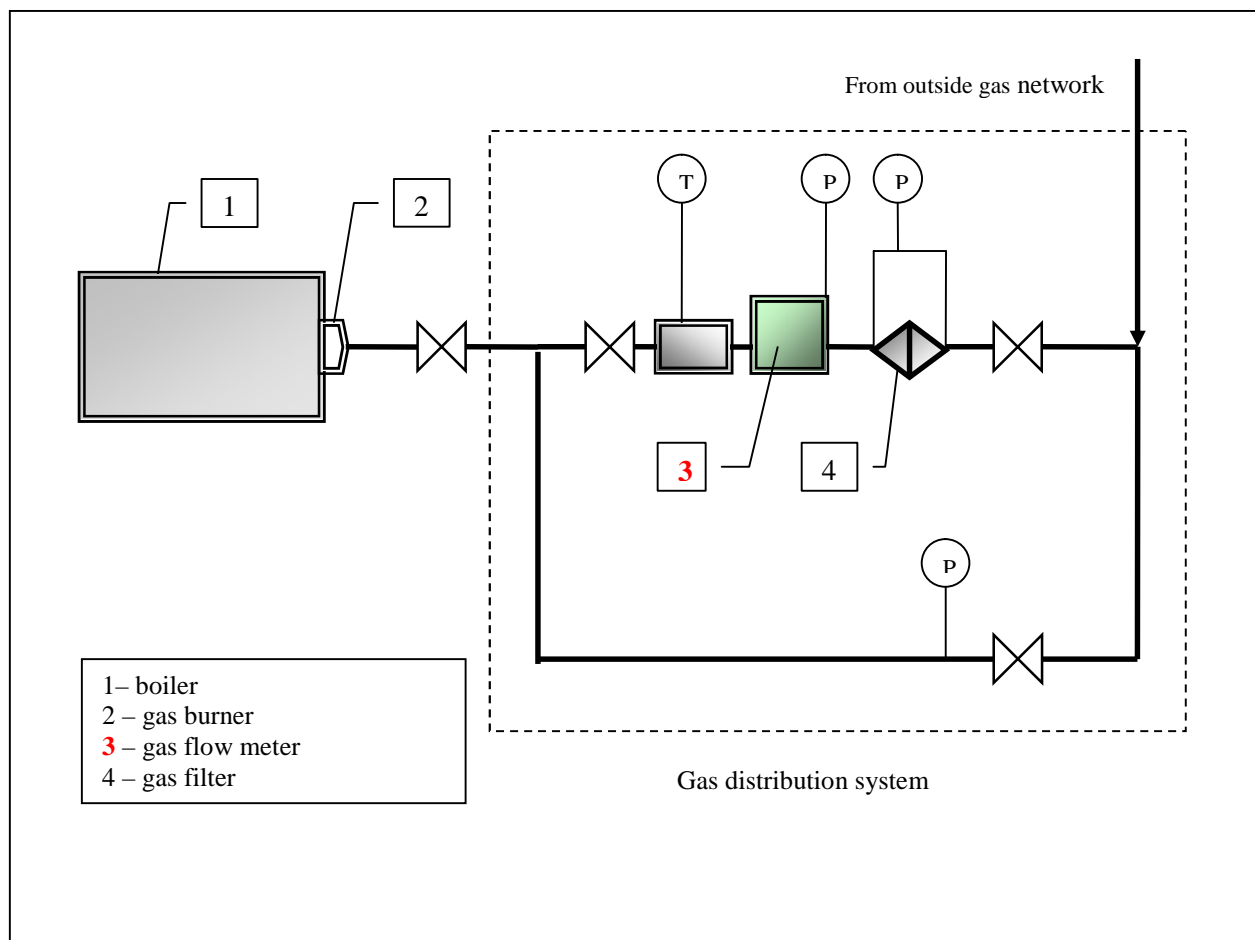 From outside gas network
T
P
P
1
2
3
4
P
1– boiler
2 – gas burner
3 – gas flow meter
4 – gas filter
Gas distribution system